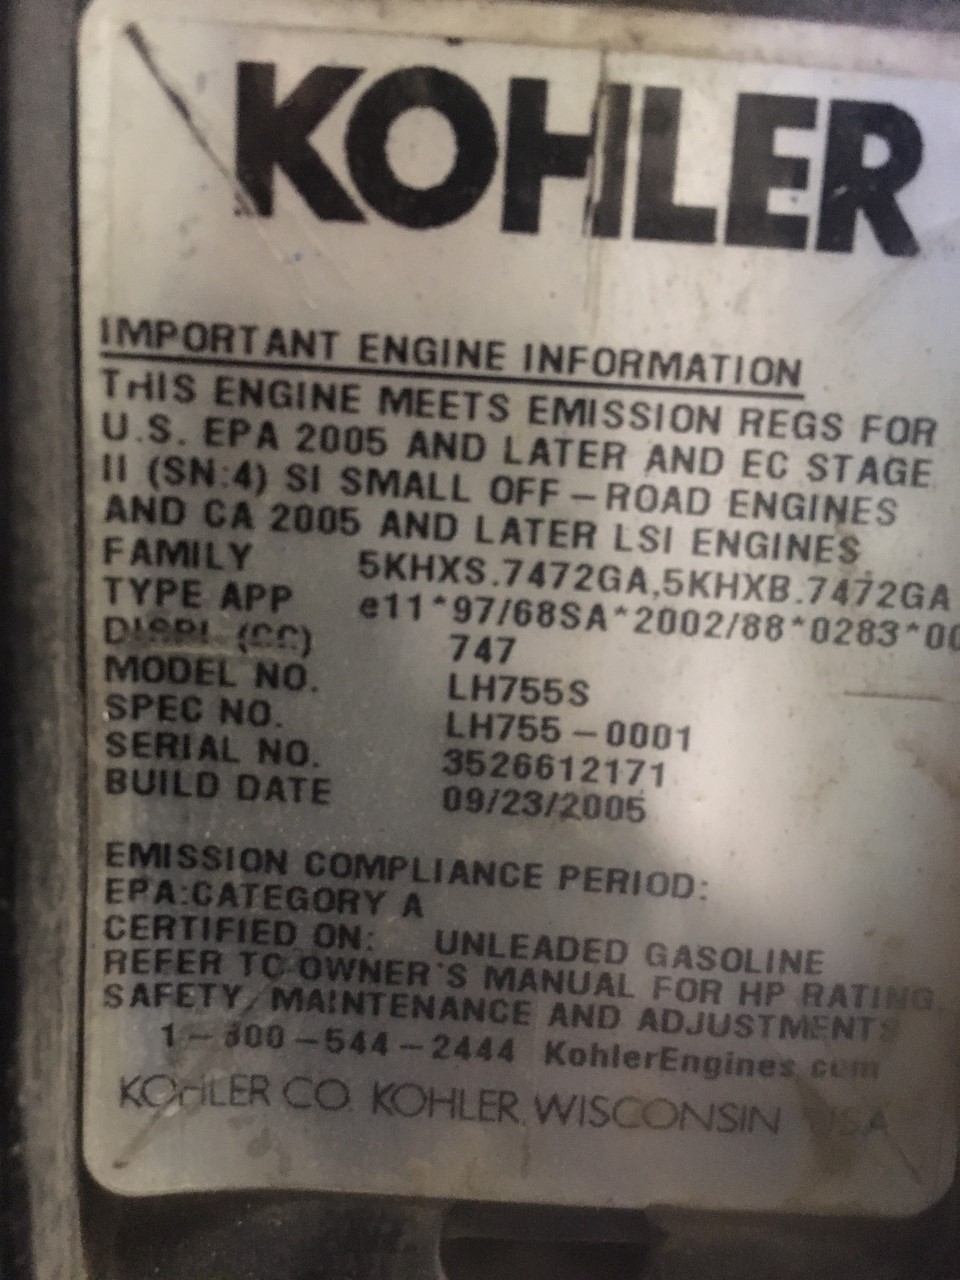 KOHLER
IMPORTANT ENGINE INFORMATION
THIS ENGINE MEETS EMISSION REGS FOR
U.S. EPA 2005 AND LATER AND EC STAGE
II (SN:4) SI SMALL OFF-ROAD ENGINES
AND CA 2005 AND LATER LSI ENGINES
FAMILY 5KHXS.7472GA,5KHXB.7472GA
TYPE APP e11*97/68SA*2002/88*0283*00
DISPL (CC) 747
MODEL NO. LH755S
SPEC NO. LH755-0001
SERIAL NO. 3526612171
BUILD DATE 09/23/2005
EMISSION COMPLIANCE PERIOD:
EPA:CATEGORY A
CERTIFIED ON: UNLEADED GASOLINE
REFER TO OWNER'S MANUAL FOR HP RATING,
SAFETY, MAINTENANCE AND ADJUSTMENTS
1-800-544-2444 KohlerEngines.com
KOHLER CO. KOHLER, WISCONSIN USA